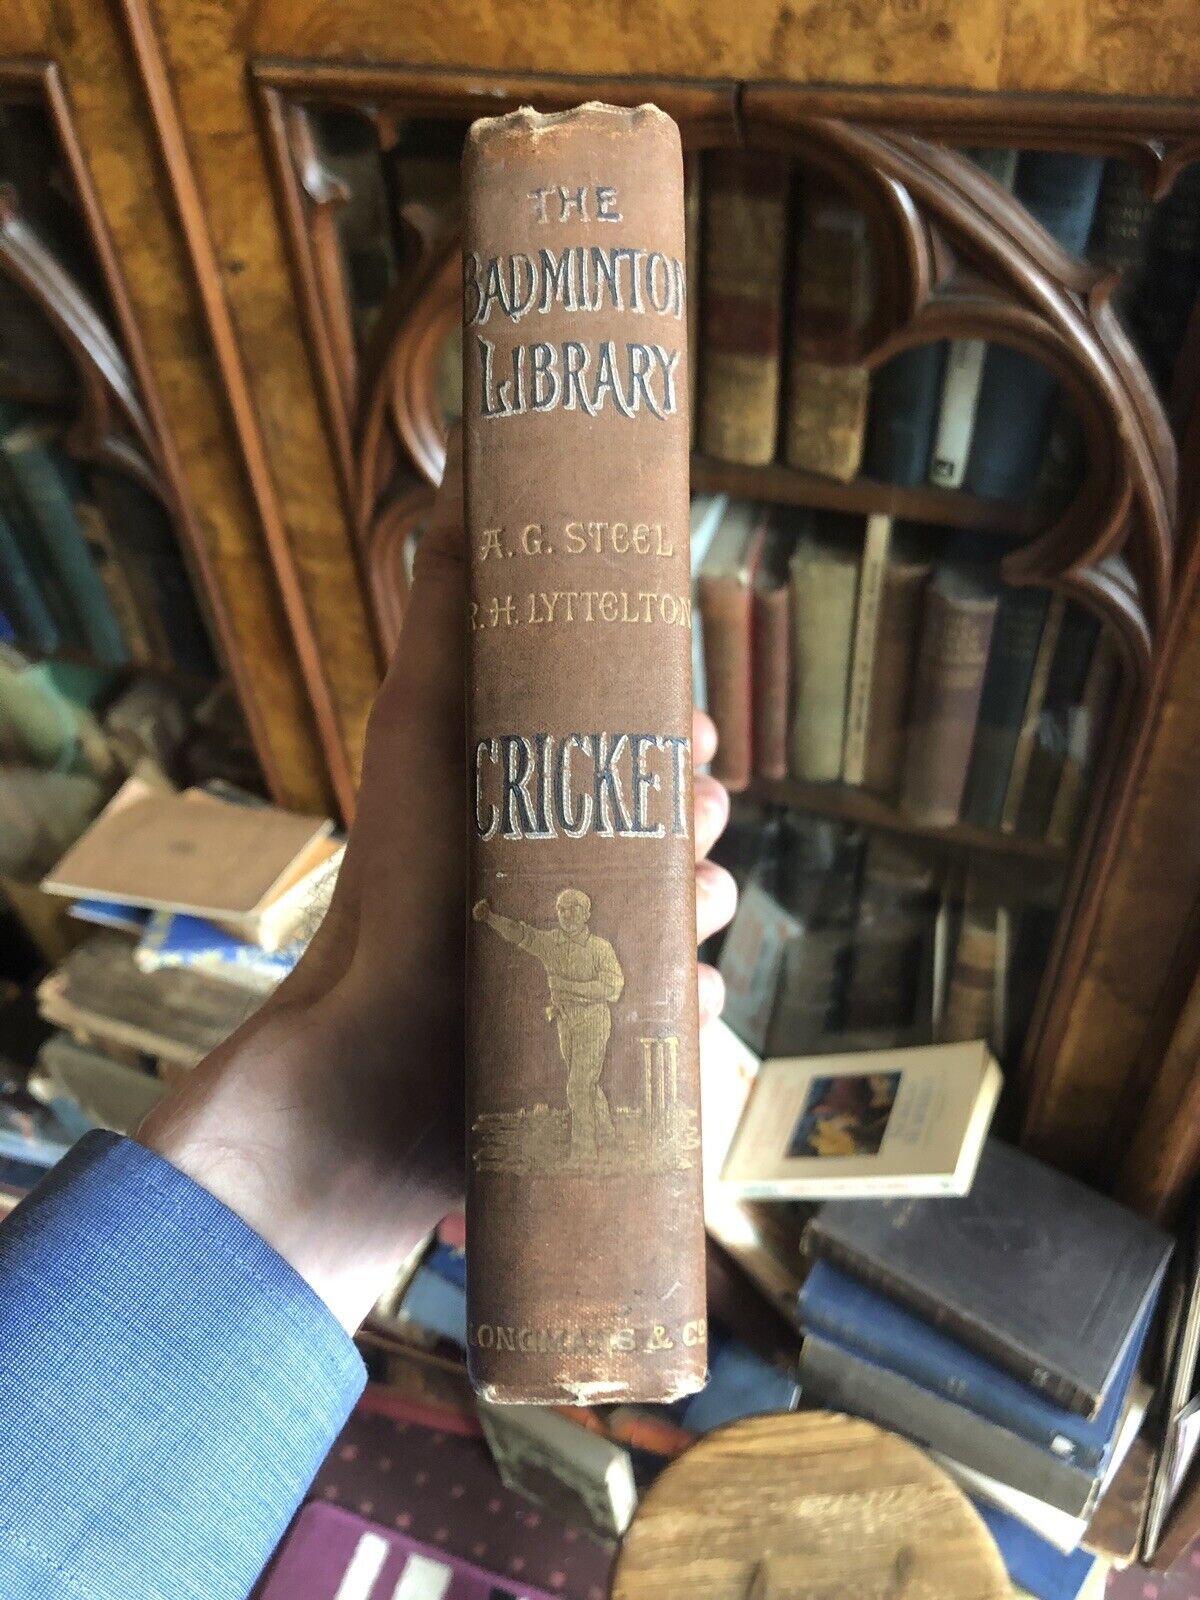 THE
BADMINTON
LIBRARY
A. G. STEEL
R. H. LYTTELTON
CRICKET
LONGMANS & Co